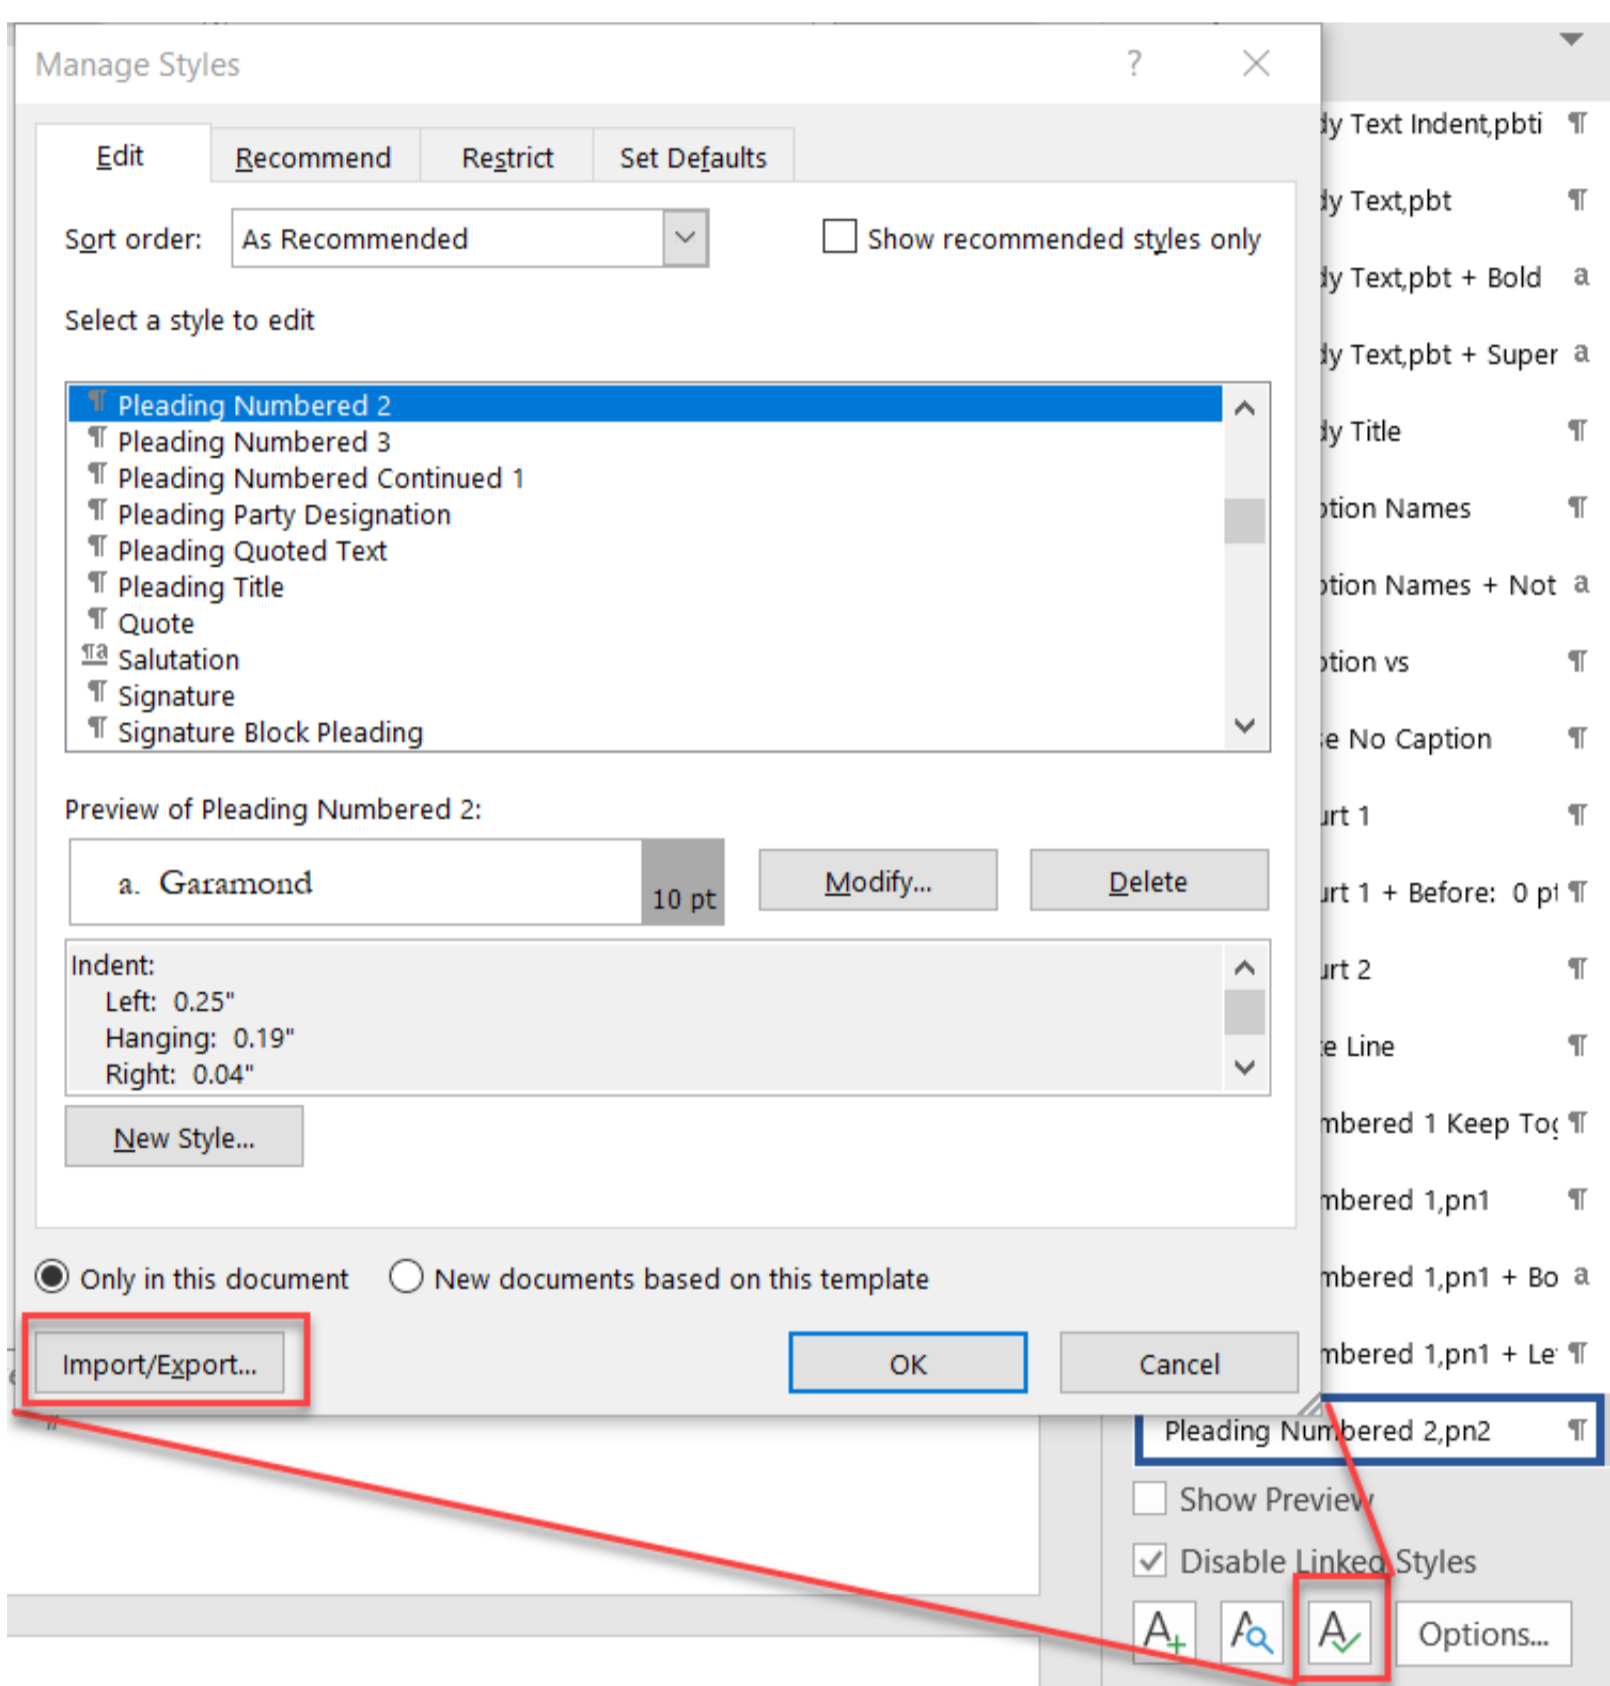 Manage Styles
Edit Recommend Restrict Set Defaults
Sort order: As Recommended Show recommended styles only
Select a style to edit
Pleading Numbered 2
Pleading Numbered 3
Pleading Numbered Continued 1
Pleading Party Designation
Pleading Quoted Text
Pleading Title
Quote
Salutation
Signature
Signature Block Pleading
Preview of Pleading Numbered 2:
a. Garamond
10 pt
Modify...
Delete
Indent:
Left: 0.25"
Hanging: 0.19"
Right: 0.04"
New Style...
Only in this document New documents based on this template
Import/Export...
OK
Cancel
dy Text Indent,pbti ¶
dy Text,pbt ¶
dy Text,pbt + Bold a
dy Text,pbt + Super a
dy Title ¶
ption Names ¶
ption Names + Not a
ption vs ¶
se No Caption ¶
urt 1 ¶
urt 1 + Before: 0 pt ¶
urt 2 ¶
te Line ¶
mbered 1 Keep Tog ¶
mbered 1,pn1 ¶
mbered 1,pn1 + Bo a
mbered 1,pn1 + Le ¶
Pleading Numbered 2,pn2 ¶
Show Preview
Disable Linked Styles
Options...